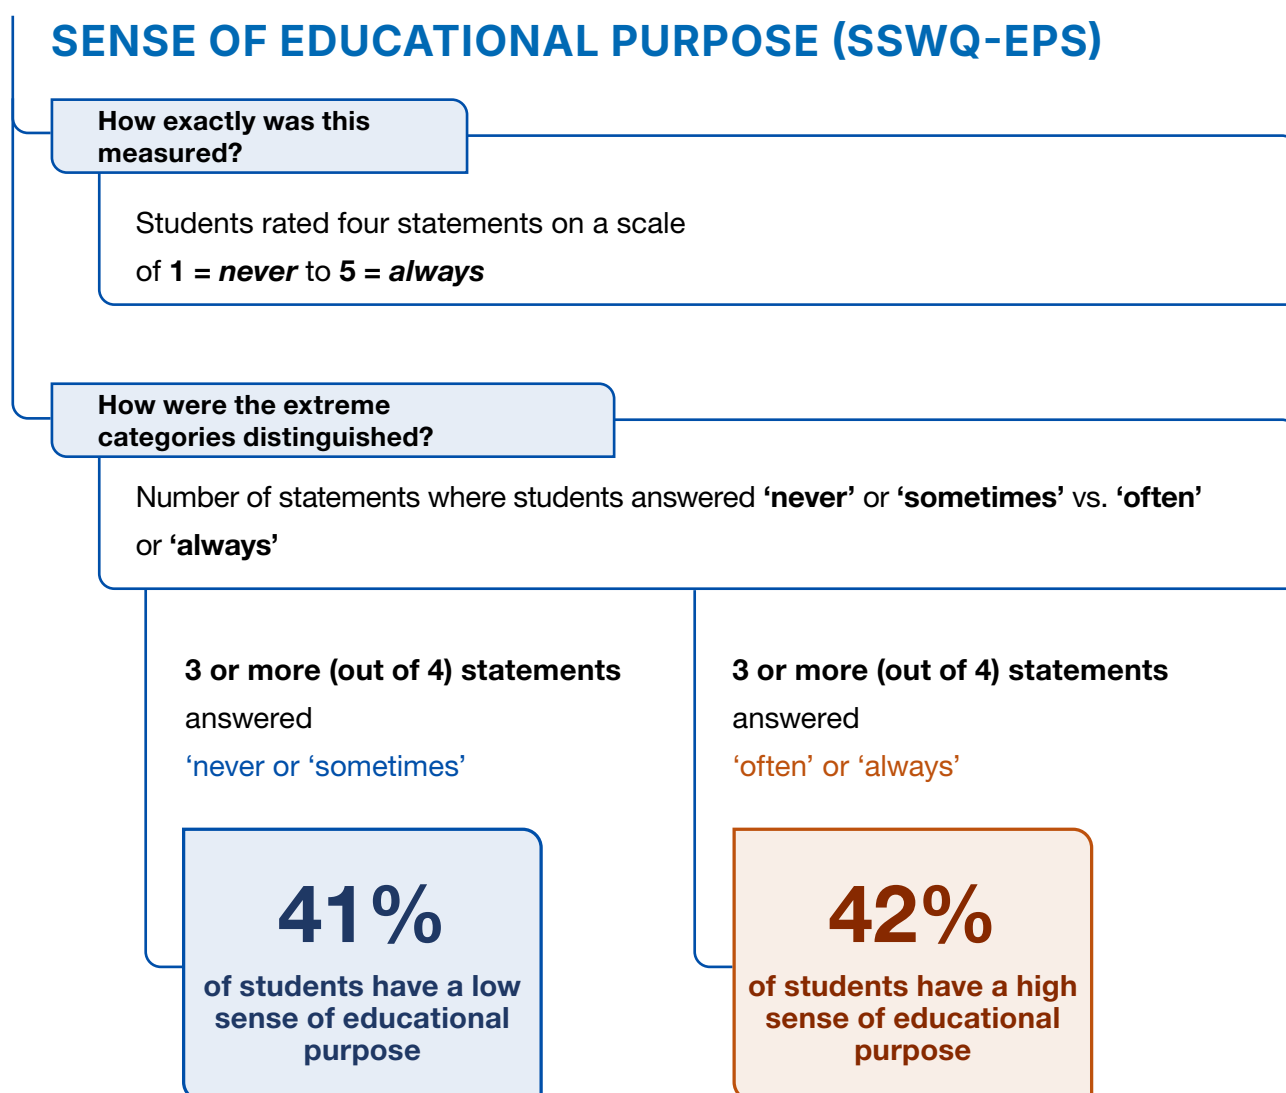 SENSE OF EDUCATIONAL PURPOSE (SSWQ-EPS)
How exactly was this
measured?
Students rated four statements on a scale
of 1 = never to 5 = always
How were the extreme
categories distinguished?
Number of statements where students answered ‘never’ or ‘sometimes’ vs. ‘often’
or ‘always’
3 or more (out of 4) statements
answered
‘never or ‘sometimes’
41%
of students have a low
sense of educational
purpose
3 or more (out of 4) statements
answered
‘often’ or ‘always’
42%
of students have a high
sense of educational
purpose